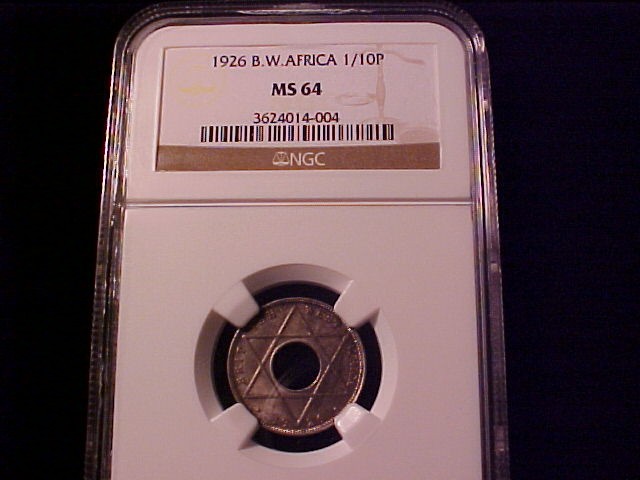 1926 B.W.AFRICA 1/10P
MS 64
3624014-004
NGC